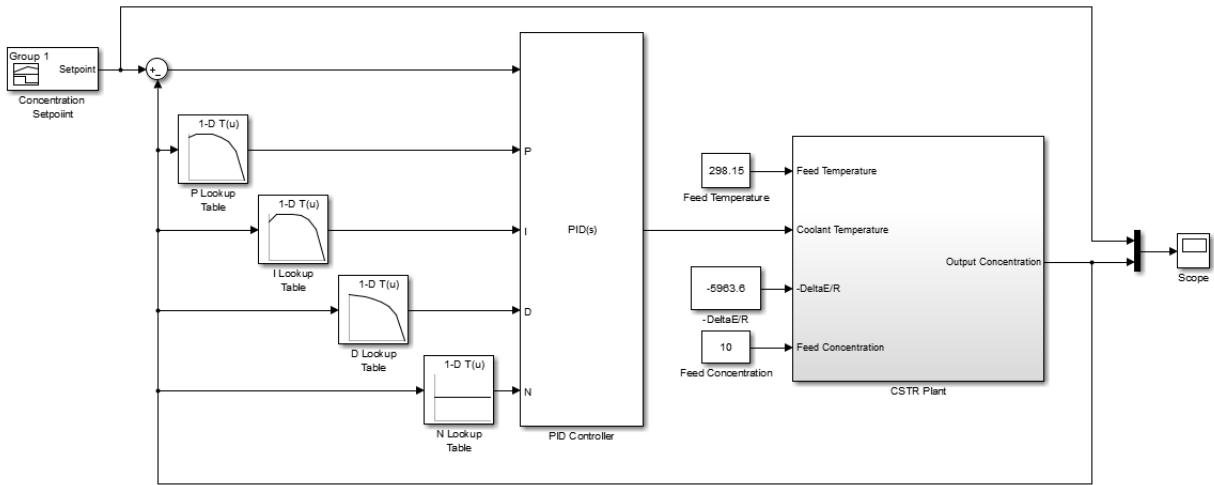 Group 1
Setpoint
Concentration
Setpoiint
+
-
1-D T(u)
P Lookup
Table
1-D T(u)
I Lookup
Table
1-D T(u)
D Lookup
Table
1-D T(u)
N Lookup
Table
P
I
PID(s)
D
N
PID Controller
298.15
Feed Temperature
-5963.6
-DeltaE/R
10
Feed Concentration
Feed Temperature
Coolant Temperature
Output Concentration
-DeltaE/R
Feed Concentration
CSTR Plant
Scope